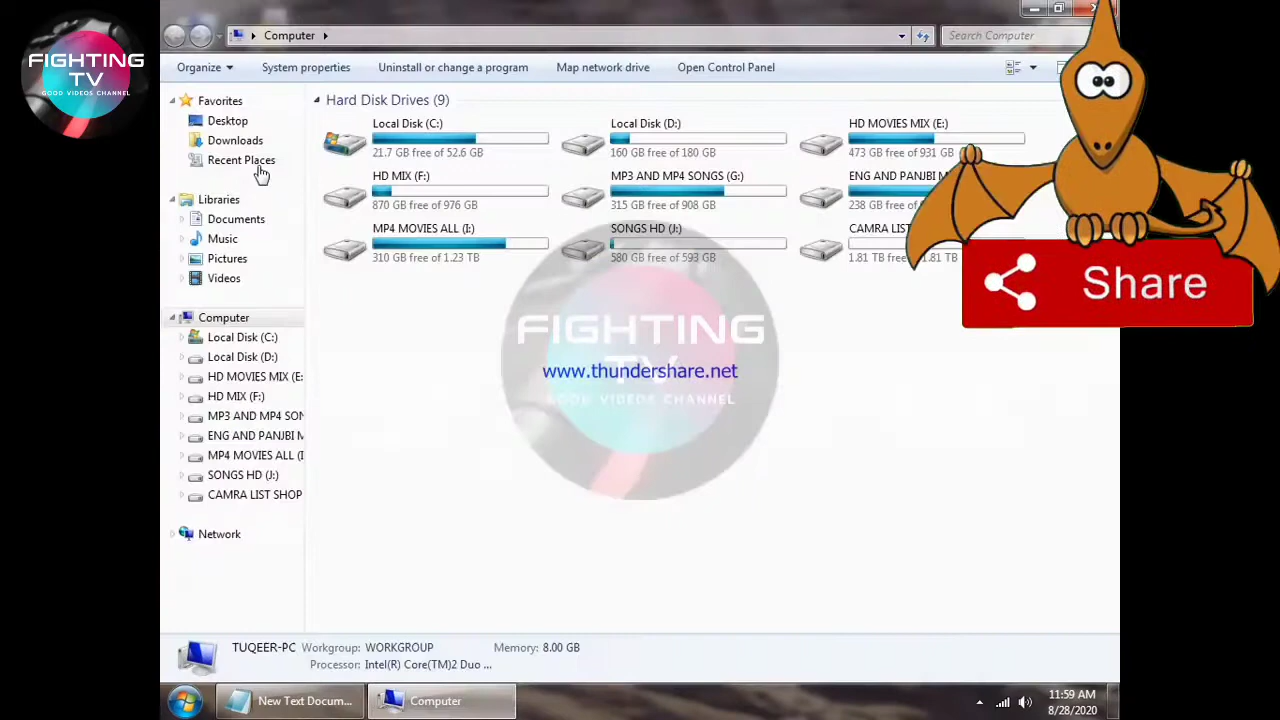 FIGHTING
TV
GOOD VIDEOS CHANNEL
Computer
Search Computer
Organize
System properties
Uninstall or change a program
Map network drive
Open Control Panel
Favorites
Desktop
Downloads
Recent Places
Libraries
Documents
Music
Pictures
Videos
Computer
Local Disk (C:)
Local Disk (D:)
HD MOVIES MIX (E:
HD MIX (F:)
MP3 AND MP4 SON
ENG AND PANJBI M
MP4 MOVIES ALL (I
SONGS HD (J:)
CAMRA LIST SHOP
Network
Hard Disk Drives (9)
Local Disk (C:)
21.7 GB free of 52.6 GB
Local Disk (D:)
160 GB free of 180 GB
HD MOVIES MIX (E:)
473 GB free of 931 GB
HD MIX (F:)
870 GB free of 976 GB
MP3 AND MP4 SONGS (G:)
315 GB free of 908 GB
ENG AND PANJBI M
238 GB free of
MP4 MOVIES ALL (I:)
310 GB free of 1.23 TB
SONGS HD (J:)
580 GB free of 593 GB
CAMRA LIST
1.81 TB free of 1.81 TB
Share
FIGHTING
TV
www.thundershare.net
GOOD VIDEOS CHANNEL
TUQEER-PC
Workgroup: WORKGROUP
Memory: 8.00 GB
Processor: Intel(R) Core(TM)2 Duo ...
New Text Docum...
Computer
11:59 AM
8/28/2020